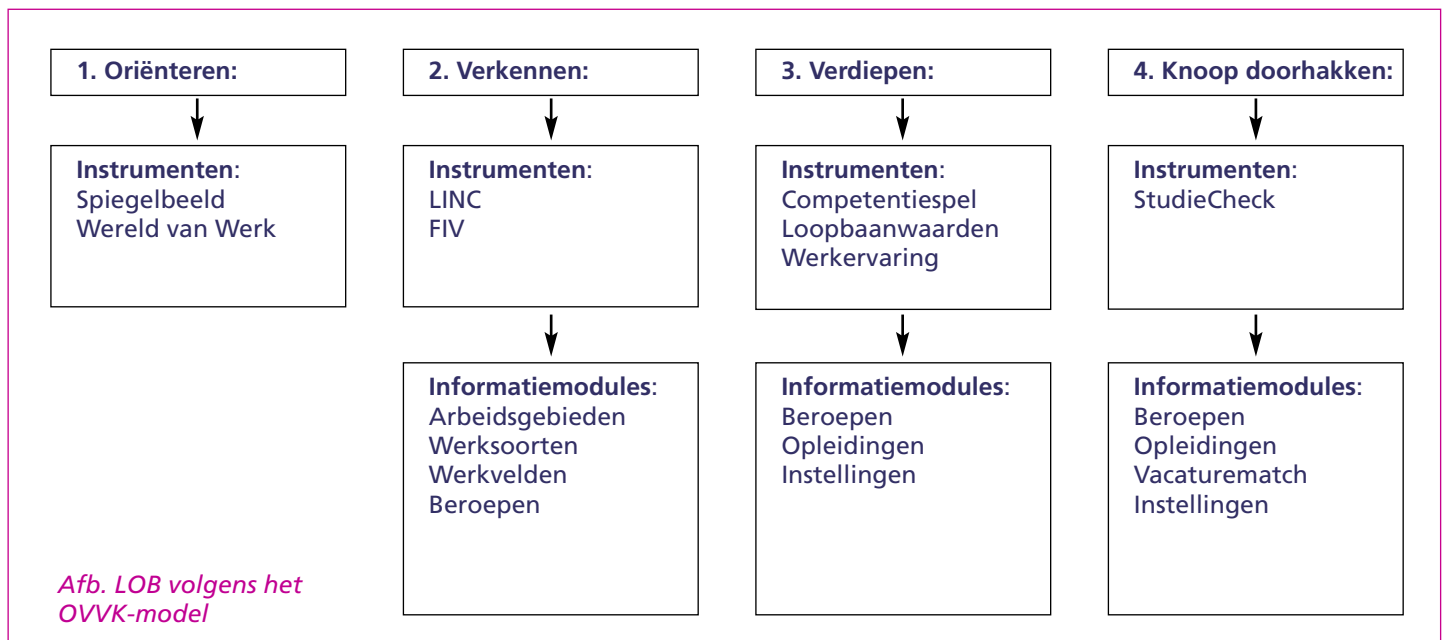 1. Oriënteren:
Instrumenten:
Spiegelbeeld
Wereld van Werk
2. Verkennen:
Instrumenten:
LINC
FIV
Informatiemodules:
Arbeidsgebieden
Werksoorten
Werkvelden
Beroepen
3. Verdiepen:
Instrumenten:
Competentiespel
Loopbaanwaarden
Werkervaring
Informatiemodules:
Beroepen
Opleidingen
Instellingen
4. Knoop doorhakken:
Instrumenten:
StudieCheck
Informatiemodules:
Beroepen
Opleidingen
Vacaturematch
Instellingen
Afb. LOB volgens het
OVVK-model